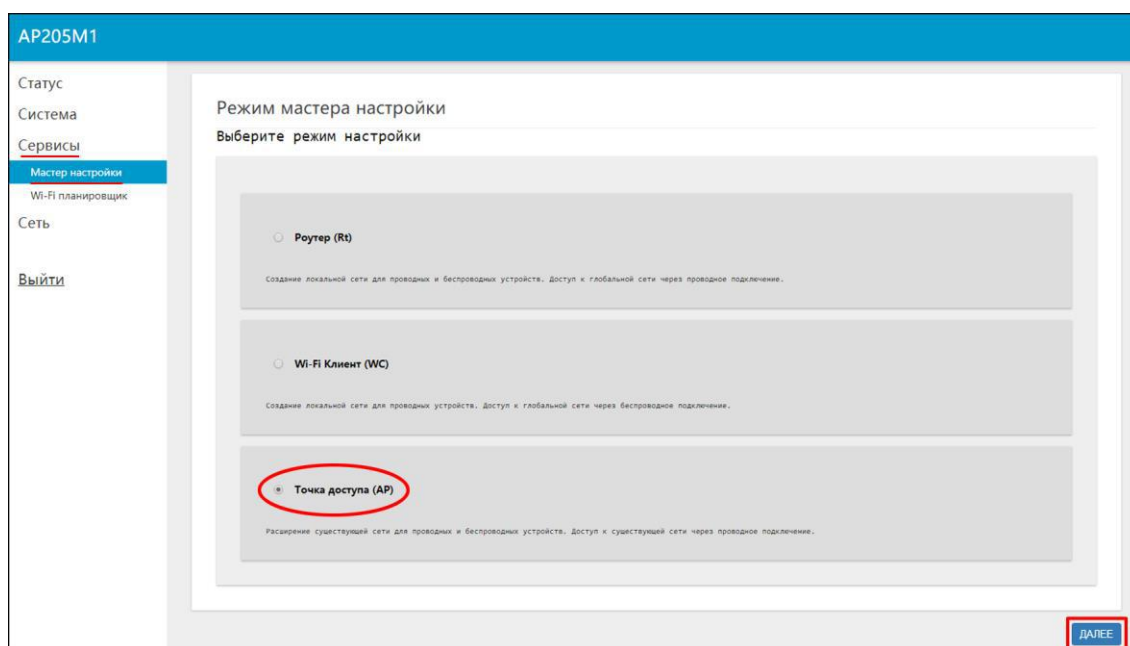 AP205M1
Статус
Система
Сервисы
Мастер настройки
Wi-Fi планировщик
Сеть
Выйти
Режим мастера настройки
Выберите режим настройки
Роутер (Rt)
Создание локальной сети для проводных и беспроводных устройств. Доступ к глобальной сети через проводное подключение.
Wi-Fi Клиент (WC)
Создание локальной сети для проводных устройств. Доступ к глобальной сети через беспроводное подключение.
Точка доступа (AP)
Расширение существующей сети для проводных и беспроводных устройств. Доступ к существующей сети через проводное подключение.
ДАЛЕЕ